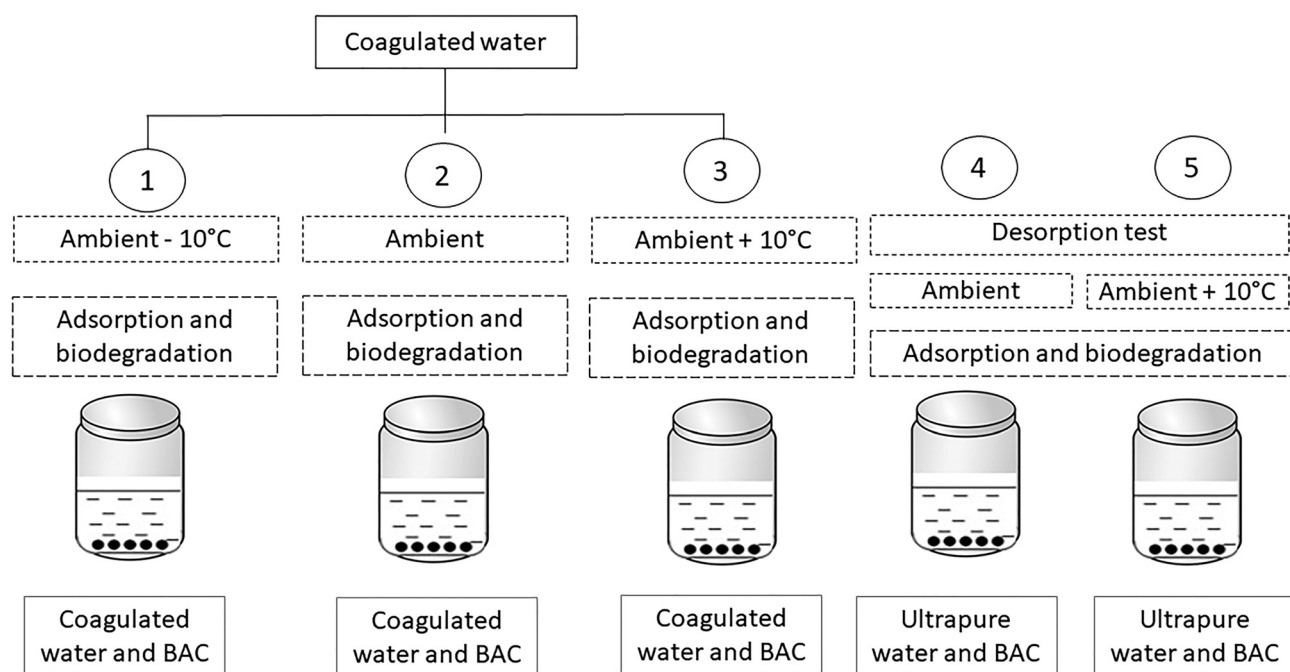 Coagulated water
1
2
3
4
5
Ambient - 10°C
Ambient
Ambient + 10°C
Desorption test
Ambient
Ambient + 10°C
Adsorption and
biodegradation
Adsorption and
biodegradation
Adsorption and
biodegradation
Adsorption and biodegradation
Coagulated
water and BAC
Coagulated
water and BAC
Coagulated
water and BAC
Ultrapure
water and BAC
Ultrapure
water and BAC